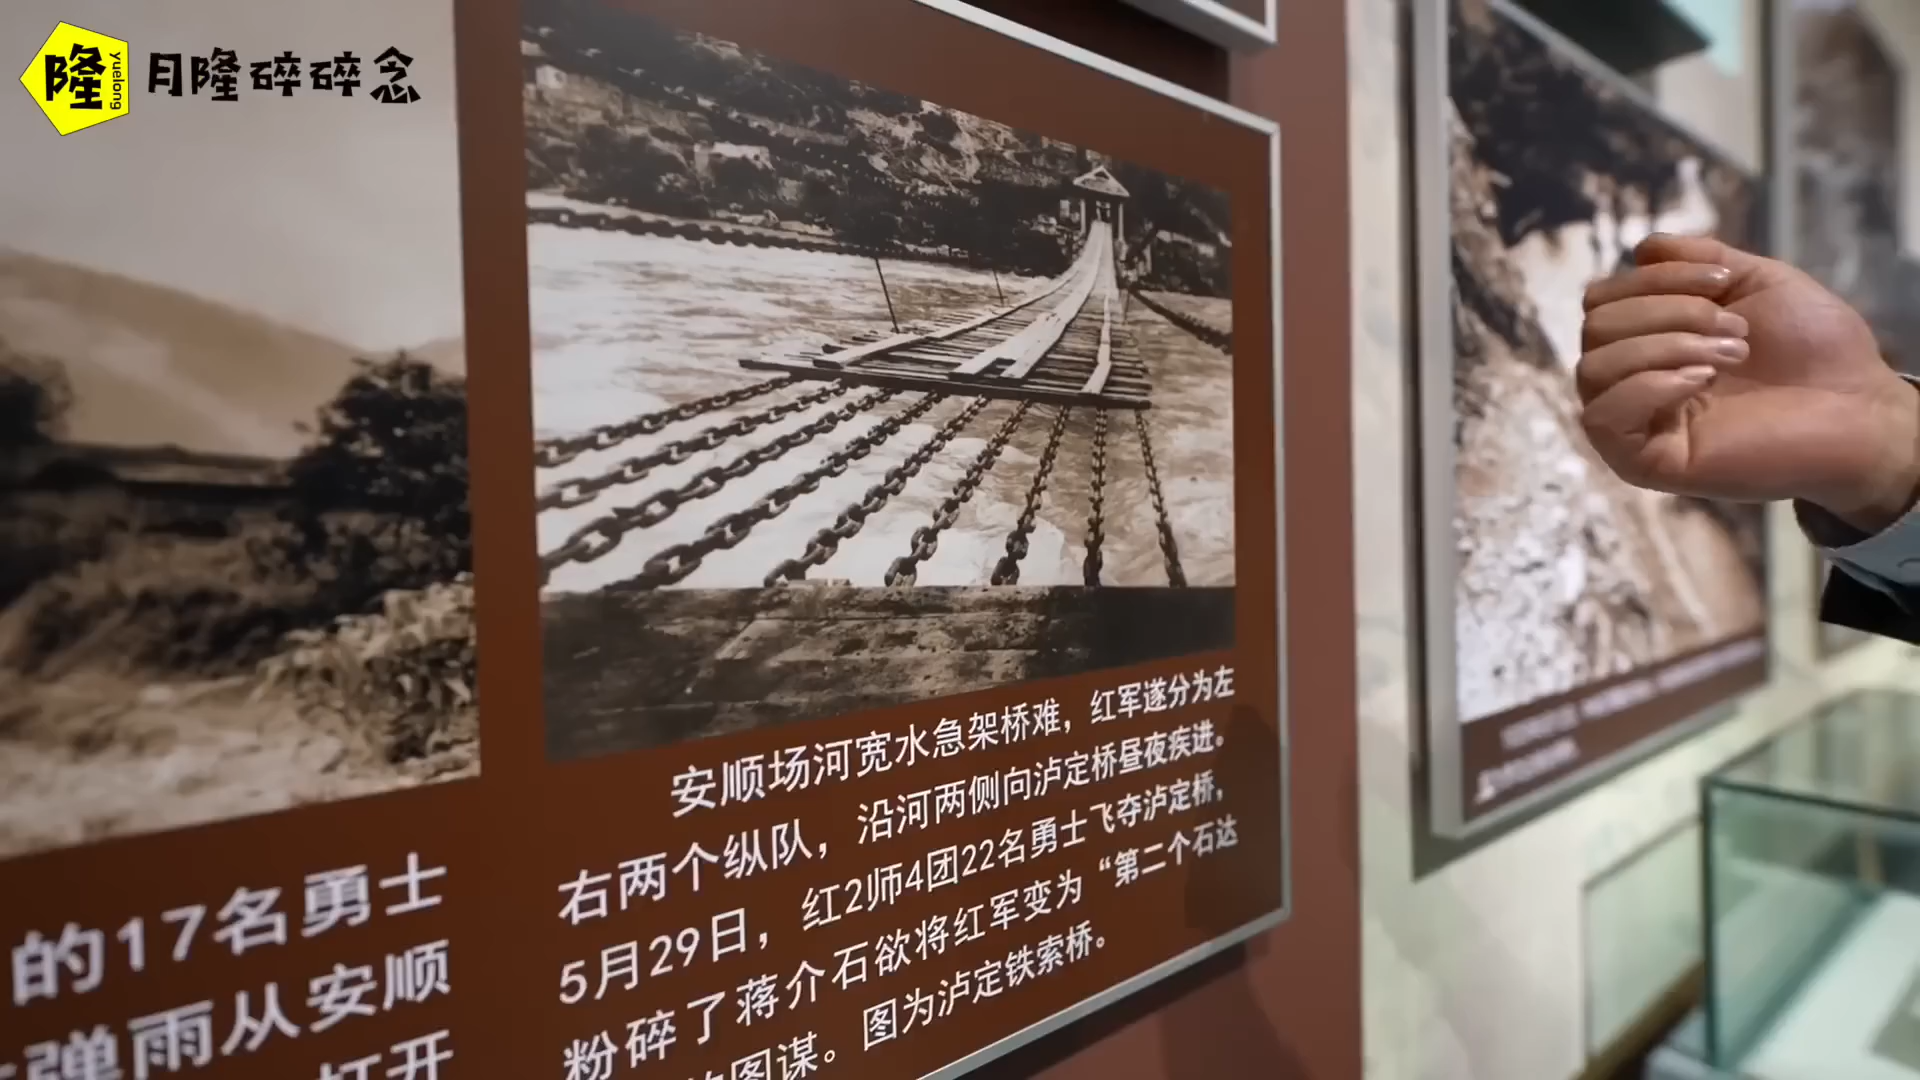 隆
yuelong
月隆碎碎念
的17名勇士
弹雨从安顺
打开
安顺场河宽水急架桥难，红军遂分为左
右两个纵队，沿河两侧向泸定桥昼夜疾进。
5月29日，红2师4团22名勇士飞夺泸定桥，
粉碎了蒋介石欲将红军变为“第二个石达
的图谋。图为泸定铁索桥。